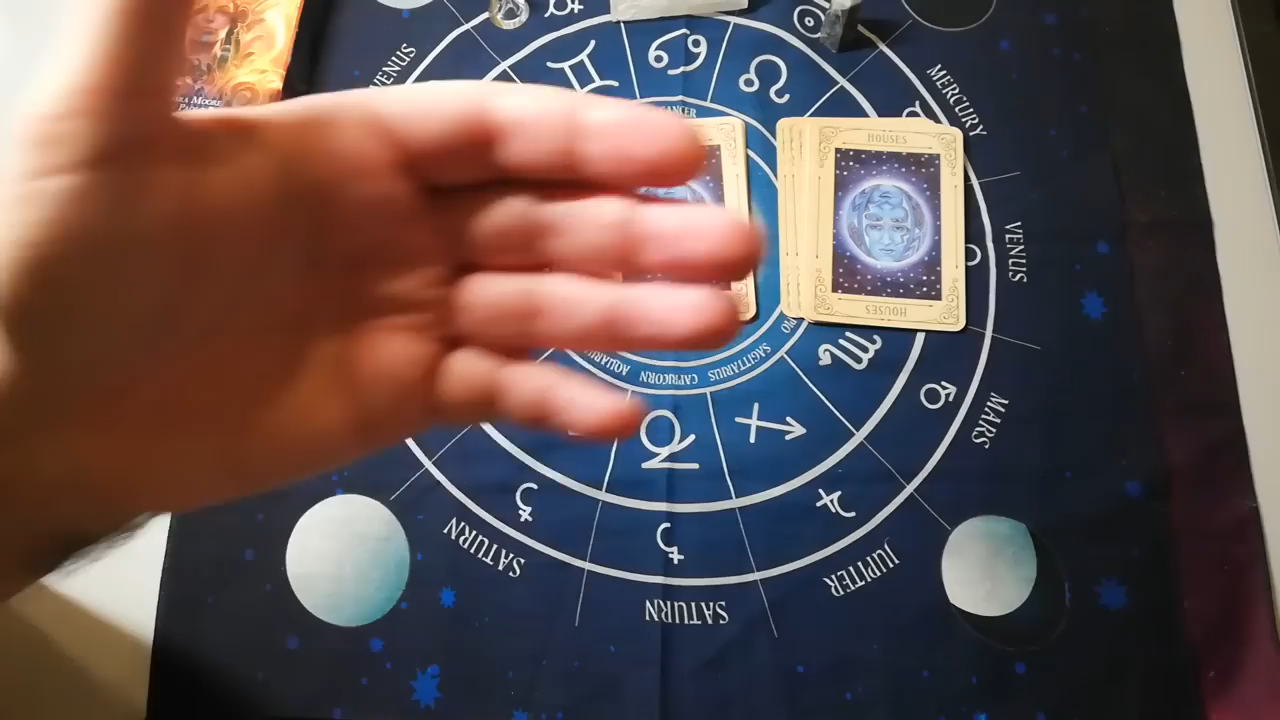 VENUS
MERCURY
CANCER
HOUSES
HOUSES
VENUS
SAGITTARIUS
CAPRICORN
AQUARIUS
MARS
JUPITER
SATURN
SATURN